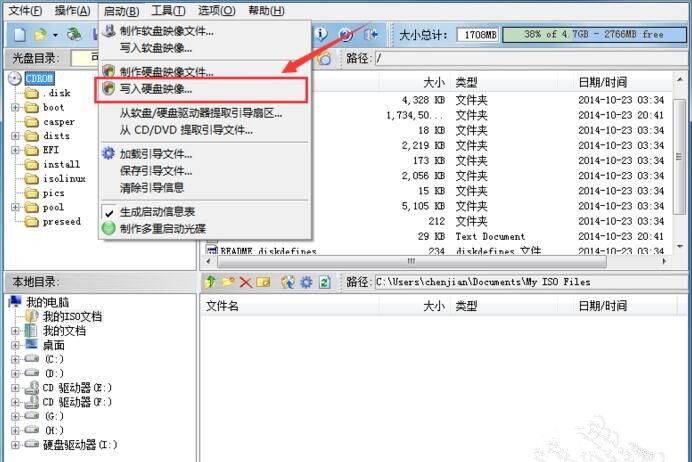 文件(F) 操作(A) 启动(B) 工具(T) 选项(O) 帮助(H)
大小总计: 1708MB 38% of 4.7GB - 2766MB free
光盘目录: 可 路径: /
制作软盘映像文件...
写入软盘映像...
制作硬盘映像文件...
写入硬盘映像...
从软盘/硬盘驱动器提取引导扇区...
从 CD/DVD 提取引导文件...
加载引导文件...
保存引导文件...
清除引导信息
生成启动信息表
制作多重启动光碟
CDROM
.disk
boot
casper
dists
EFI
install
isolinux
pics
pool
preseed
大小 类型 日期/时间
4,328 KB 文件夹 2014-10-23 03:34
1,734,50... 文件夹 2014-10-23 20:41
18 KB 文件夹 2014-10-23 03:34
2,219 KB 文件夹 2014-10-23 03:34
173 KB 文件夹 2014-10-23 03:34
2,056 KB 文件夹 2014-10-23 03:34
15 KB 文件夹 2014-10-23 03:34
5,105 KB 文件夹 2014-10-23 03:34
212 文件夹 2014-10-23 03:34
29 KB Text Document 2014-10-23 20:41
README.diskdefines 234 diskdefines 文件 2014-10-23 03:34
本地目录: 路径: C:\Users\chenjian\Documents\My ISO Files
我的电脑
我的ISO文档
我的文档
桌面
(C:)
(D:)
CD 驱动器(E:)
CD 驱动器(F:)
(G:)
(H:)
硬盘驱动器(I:)
文件名 大小 类型 日期/时间